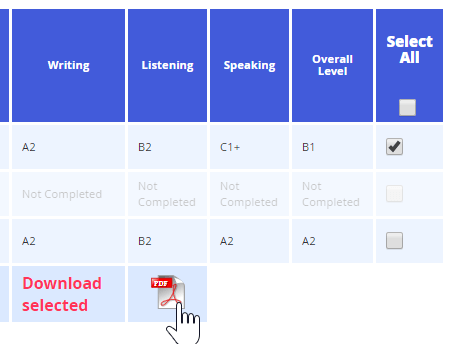 Writing Listening Speaking Overall Level Select All
A2 B2 C1+ B1
Not Completed Not Completed Not Completed Not Completed
A2 B2 A2 A2
Download selected PDF